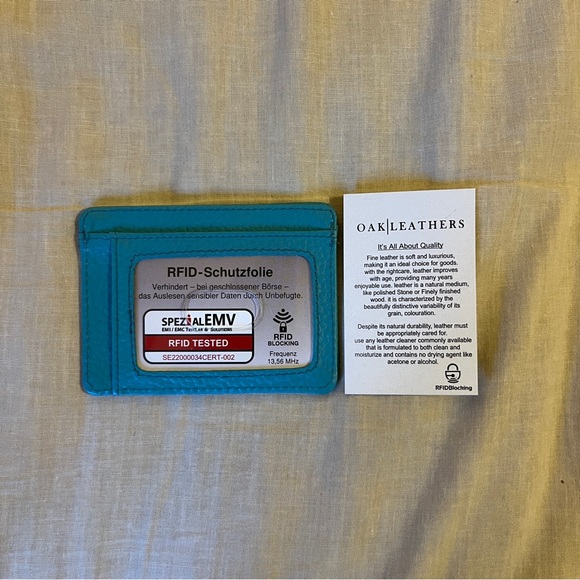 RFID-Schutzfolie
Verhindert – bei geschlossener Börse –
das Auslesen sensibler Daten durch Unbefugte.
SPEZIALEMV
EMI / EMC TESTLAB & SOLUTIONS
RFID TESTED
SE22000034CERT-002
RFID
BLOCKING
Frequenz
13,56 MHz
OAK|LEATHERS
It's All About Quality
Fine leather is soft and luxurious,
making it an ideal choice for goods.
with the rightcare, leather improves
with age, providing many years
enjoyable use. leather is a natural medium,
like polished Stone or Finely finished
wood. it is characterized by the
beautifully distinctive variability of its
grain, colouration.
Despite its natural durability, leather must
be appropriately cared for.
use any leather cleaner commonly available
that is formulated to both clean and
moisturize and contains no drying agent like
acetone or alcohol.
RFIDBlocking